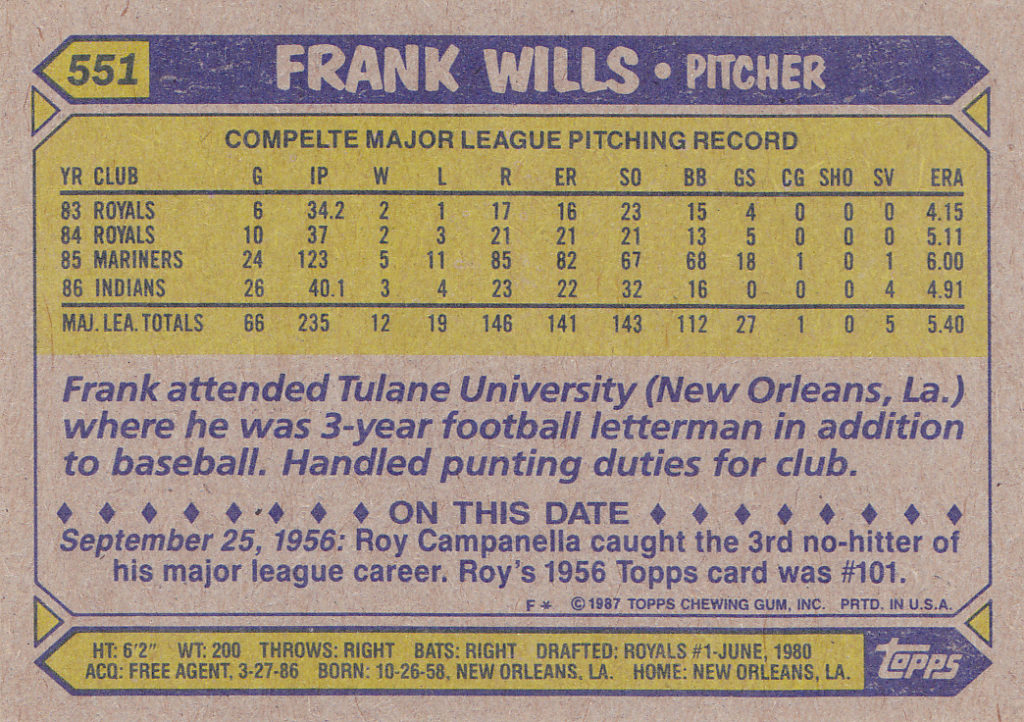 551 FRANK WILLS • PITCHER
COMPELTE MAJOR LEAGUE PITCHING RECORD
YR CLUB G IP W L R ER SO BB GS CG SHO SV ERA
83 ROYALS 6 34.2 2 1 17 16 23 15 4 0 0 0 4.15
84 ROYALS 10 37 2 3 21 21 21 13 5 0 0 0 5.11
85 MARINERS 24 123 5 11 85 82 67 68 18 1 0 1 6.00
86 INDIANS 26 40.1 3 4 23 22 32 16 0 0 0 4 4.91
MAJ. LEA. TOTALS 66 235 12 19 146 141 143 112 27 1 0 5 5.40
Frank attended Tulane University (New Orleans, La.)
where he was 3-year football letterman in addition
to baseball. Handled punting duties for club.
♦ ♦ ♦ ♦ ♦ ♦ ♦ ♦ ON THIS DATE ♦ ♦ ♦ ♦ ♦ ♦ ♦ ♦
September 25, 1956: Roy Campanella caught the 3rd no-hitter of
his major league career. Roy's 1956 Topps card was #101.
F* ©1987 TOPPS CHEWING GUM, INC. PRTD. IN U.S.A.
HT: 6'2" WT: 200 THROWS: RIGHT BATS: RIGHT DRAFTED: ROYALS #1-JUNE, 1980
ACQ: FREE AGENT, 3-27-86 BORN: 10-26-58, NEW ORLEANS, LA. HOME: NEW ORLEANS, LA.
topps